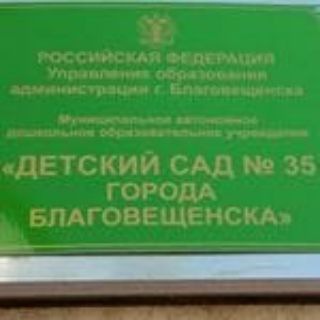 РОССИЙСКАЯ ФЕДЕРАЦИЯ
Управление образования
администрации г. Благовещенска
Муниципальное автономное
дошкольное образовательное учреждение
«ДЕТСКИЙ САД № 35
ГОРОДА
БЛАГОВЕЩЕНСКА»